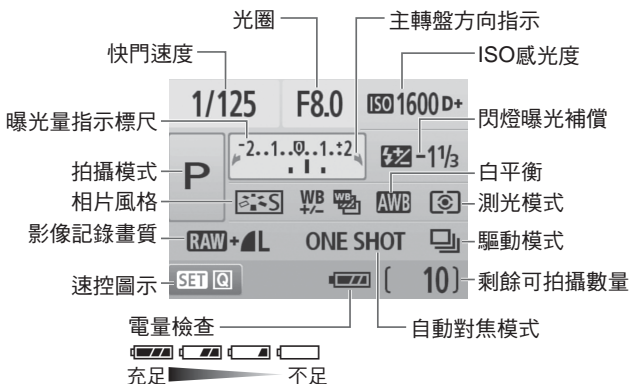 光圈
主轉盤方向指示
快門速度
ISO感光度
1/125 F8.0 ISO 1600 D+
曝光量指示標尺
-2..1..0..1..+2
閃燈曝光補償
-1 1/3
拍攝模式
P
白平衡
相片風格
S WB +/- WB AWB
測光模式
影像記錄畫質
RAW+L ONE SHOT
驅動模式
速控圖示
SET Q
[ 10]
剩餘可拍攝數量
電量檢查
自動對焦模式
充足 不足